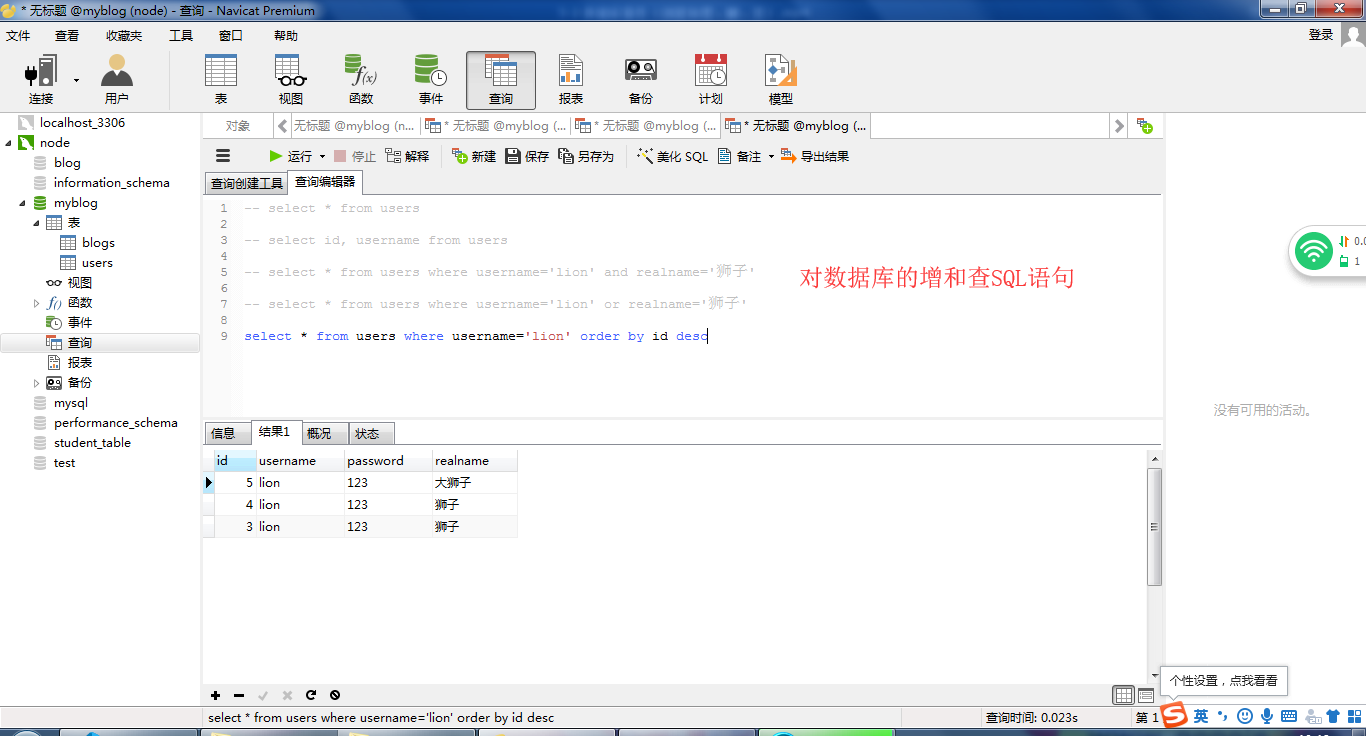 * 无标题 @myblog (node) - 查询 - Navicat Premium
文件 查看 收藏夹 工具 窗口 帮助 登录
连接 用户 表 视图 函数 事件 查询 报表 备份 计划 模型
localhost_3306
node
blog
information_schema
myblog
表
blogs
users
视图
函数
事件
查询
报表
备份
mysql
performance_schema
student_table
test
对象 无标题 @myblog (n... * 无标题 @myblog (... * 无标题 @myblog (... * 无标题 @myblog (...
运行 停止 解释 新建 保存 另存为 美化 SQL 备注 导出结果
查询创建工具 查询编辑器
1 -- select * from users
2
3 -- select id, username from users
4
5 -- select * from users where username='lion' and realname='狮子'
6
7 -- select * from users where username='lion' or realname='狮子'
8
9 select * from users where username='lion' order by id desc
对数据库的增和查SQL语句
信息 结果1 概况 状态
id username password realname
5 lion 123 大狮子
4 lion 123 狮子
3 lion 123 狮子
没有可用的活动。
0.0
1
个性设置，点我看看
select * from users where username='lion' order by id desc 查询时间: 0.023s 第 1
英